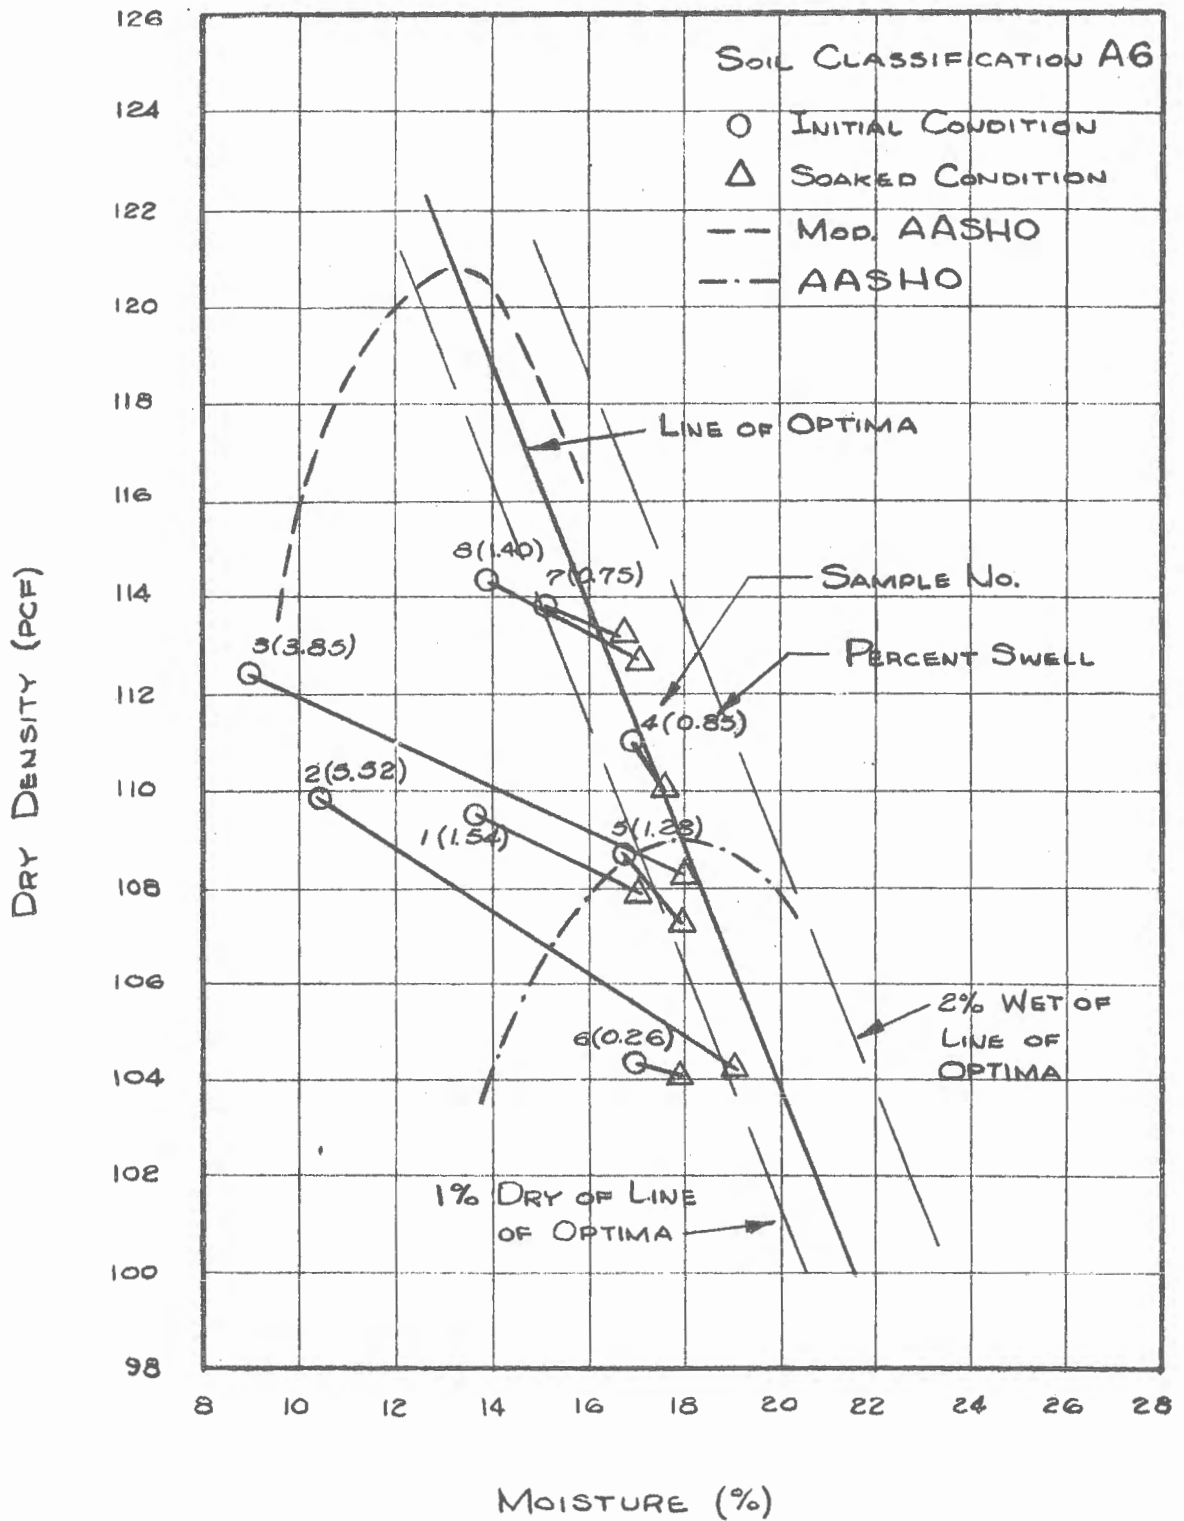 126
124
122
120
118
116
114
112
110
108
106
104
102
100
98
DRY DENSITY (PCF)
SOIL CLASSIFICATION A6
INITIAL CONDITION
SOAKED CONDITION
MOD. AASHO
AASHO
LINE OF OPTIMA
8(1.40)
7(0.75)
SAMPLE NO.
3(3.85)
PERCENT SWELL
4(0.85)
2(5.52)
1(1.54)
5(1.28)
2% WET OF
LINE OF
OPTIMA
6(0.26)
1% DRY OF LINE
OF OPTIMA
8 10 12 14 16 18 20 22 24 26 28
MOISTURE (%)